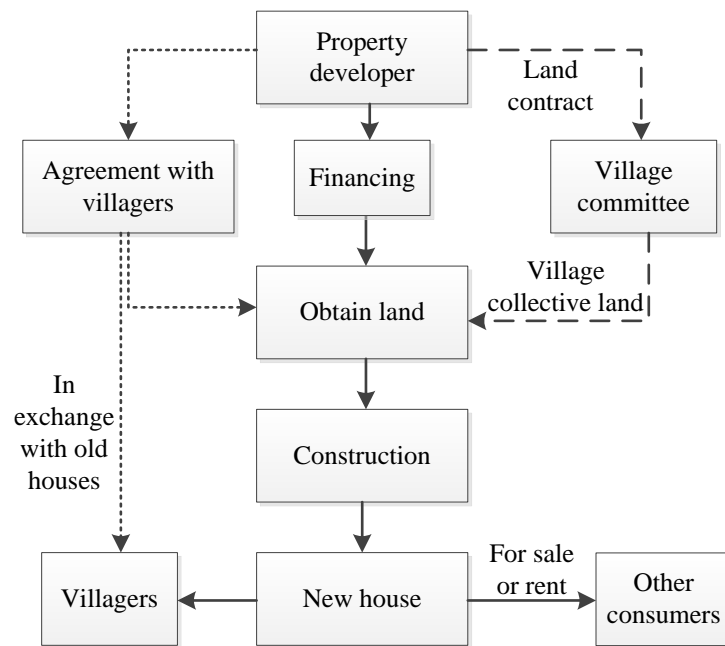 Property
developer
Land
contract
Agreement with
villagers
Financing
Village
committee
Village
collective land
Obtain land
In
exchange
with old
houses
Construction
Villagers
New house
For sale
or rent
Other
consumers